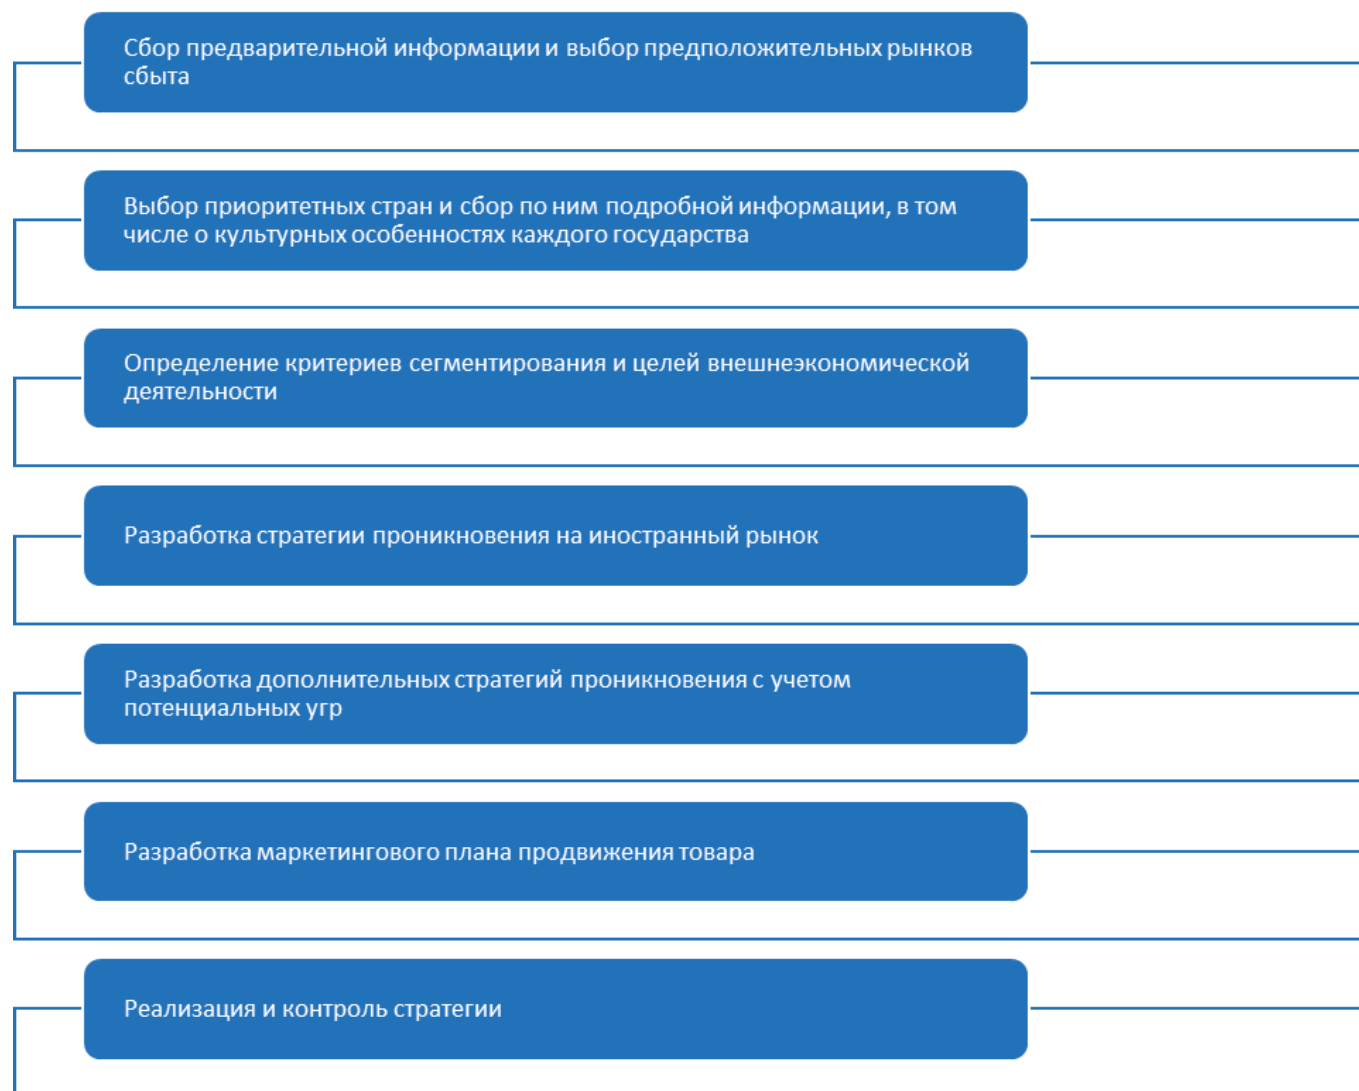 Сбор предварительной информации и выбор предположительных рынков
сбыта
Выбор приоритетных стран и сбор по ним подробной информации, в том
числе о культурных особенностях каждого государства
Определение критериев сегментирования и целей внешнеэкономической
деятельности
Разработка стратегии проникновения на иностранный рынок
Разработка дополнительных стратегий проникновения с учетом
потенциальных угр
Разработка маркетингового плана продвижения товара
Реализация и контроль стратегии